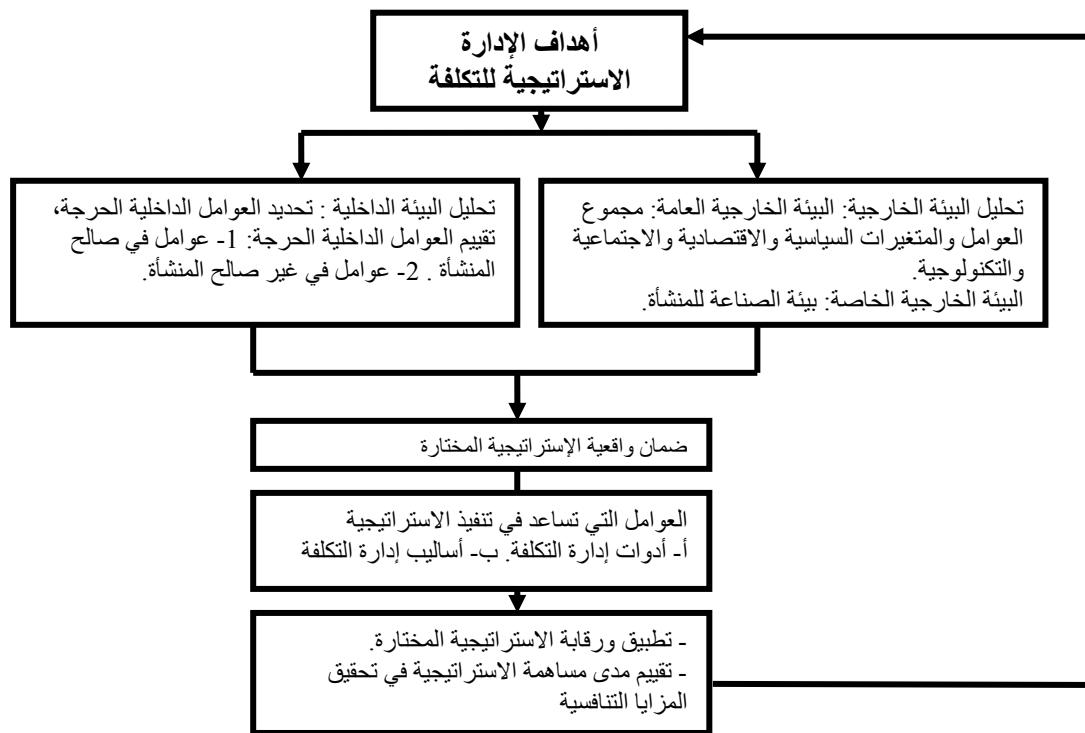 أهداف الإدارة
الاستراتيجية للتكلفة
تحليل البيئة الخارجية: البيئة الخارجية العامة: مجموع
العوامل والمتغيرات السياسية والاقتصادية والاجتماعية
والتكنولوجية.
البيئة الخارجية الخاصة: بيئة الصناعة للمنشأة.
تحليل البيئة الداخلية : تحديد العوامل الداخلية الحرجة،
تقييم العوامل الداخلية الحرجة: 1- عوامل في صالح
المنشأة . 2- عوامل في غير صالح المنشأة.
ضمان واقعية الإستراتيجية المختارة
العوامل التي تساعد في تنفيذ الاستراتيجية
أ- أدوات إدارة التكلفة. ب- أساليب إدارة التكلفة
- تطبيق ورقابة الاستراتيجية المختارة.
- تقييم مدى مساهمة الاستراتيجية في تحقيق
المزايا التنافسية